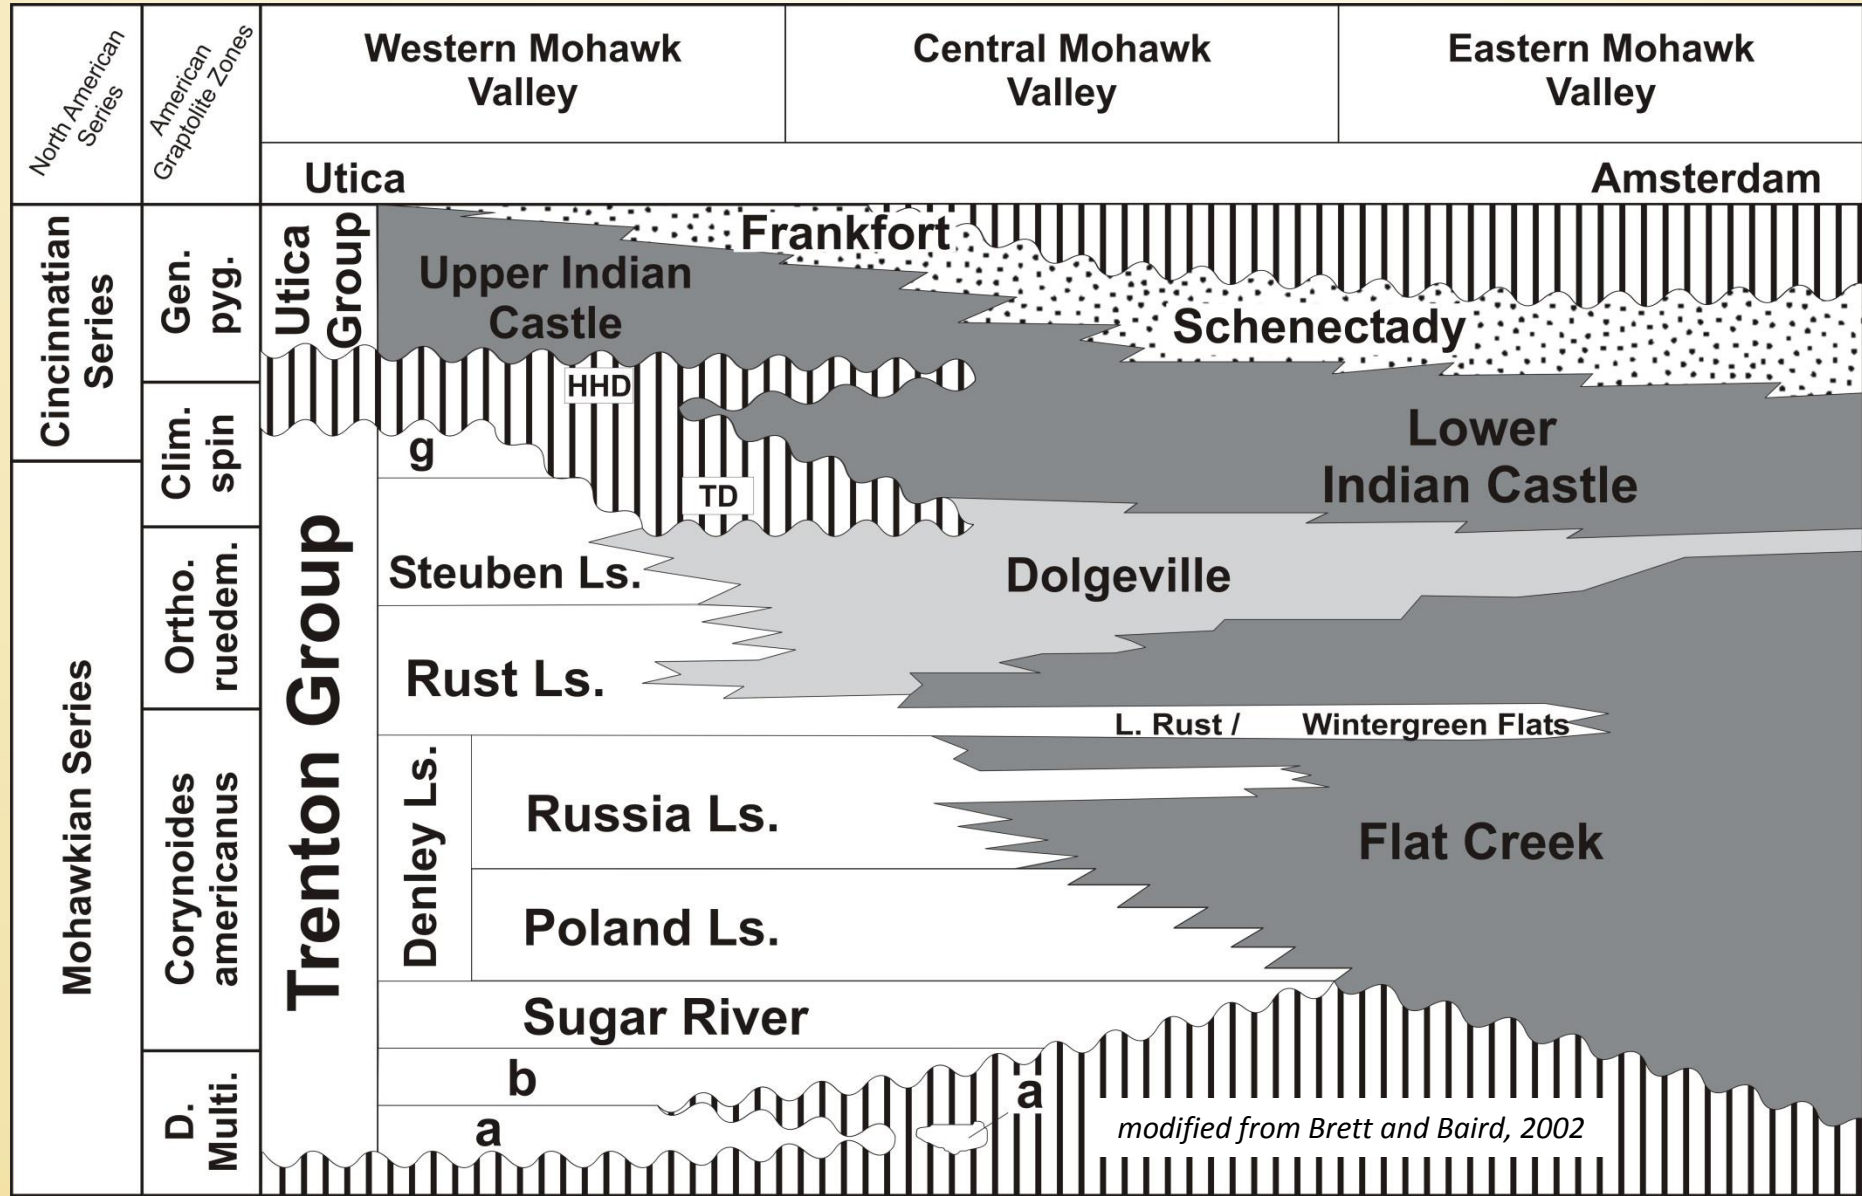 North American
Series
American
Graptolite Zones
Western Mohawk
Valley
Central Mohawk
Valley
Eastern Mohawk
Valley
Utica
Amsterdam
Cincinnatian
Series
Mohawkian Series
Gen.
pyg.
Clim.
spin
Ortho.
ruedem.
Corynoides
americanus
D.
Multi.
Utica
Group
Trenton Group
Frankfort
Upper Indian
Castle
Schenectady
HHD
Lower
Indian Castle
g
TD
Steuben Ls.
Dolgeville
Rust Ls.
L. Rust / Wintergreen Flats
Denley Ls.
Russia Ls.
Flat Creek
Poland Ls.
Sugar River
b
a
a
modified from Brett and Baird, 2002